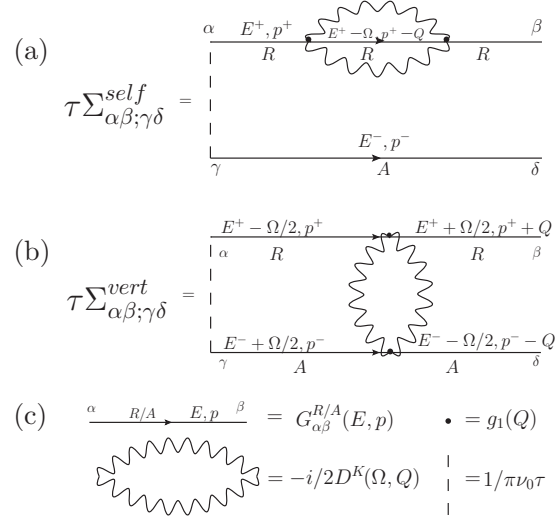 (a)
α E⁺, p⁺ E⁺ −Ω, p⁺ −Q β
R R R
τΣ^{self}_{αβ;γδ} =
E⁻, p⁻
γ A δ
(b)
E⁺ − Ω/2, p⁺ E⁺ + Ω/2, p⁺ + Q
α R R β
τΣ^{vert}_{αβ;γδ} =
E⁻ + Ω/2, p⁻ E⁻ − Ω/2, p⁻ − Q
γ A A δ
(c)
α R/A E, p β = G^{R/A}_{αβ}(E, p) • = g₁(Q)
= −i/2D^K(Ω, Q) = 1/πν₀τ